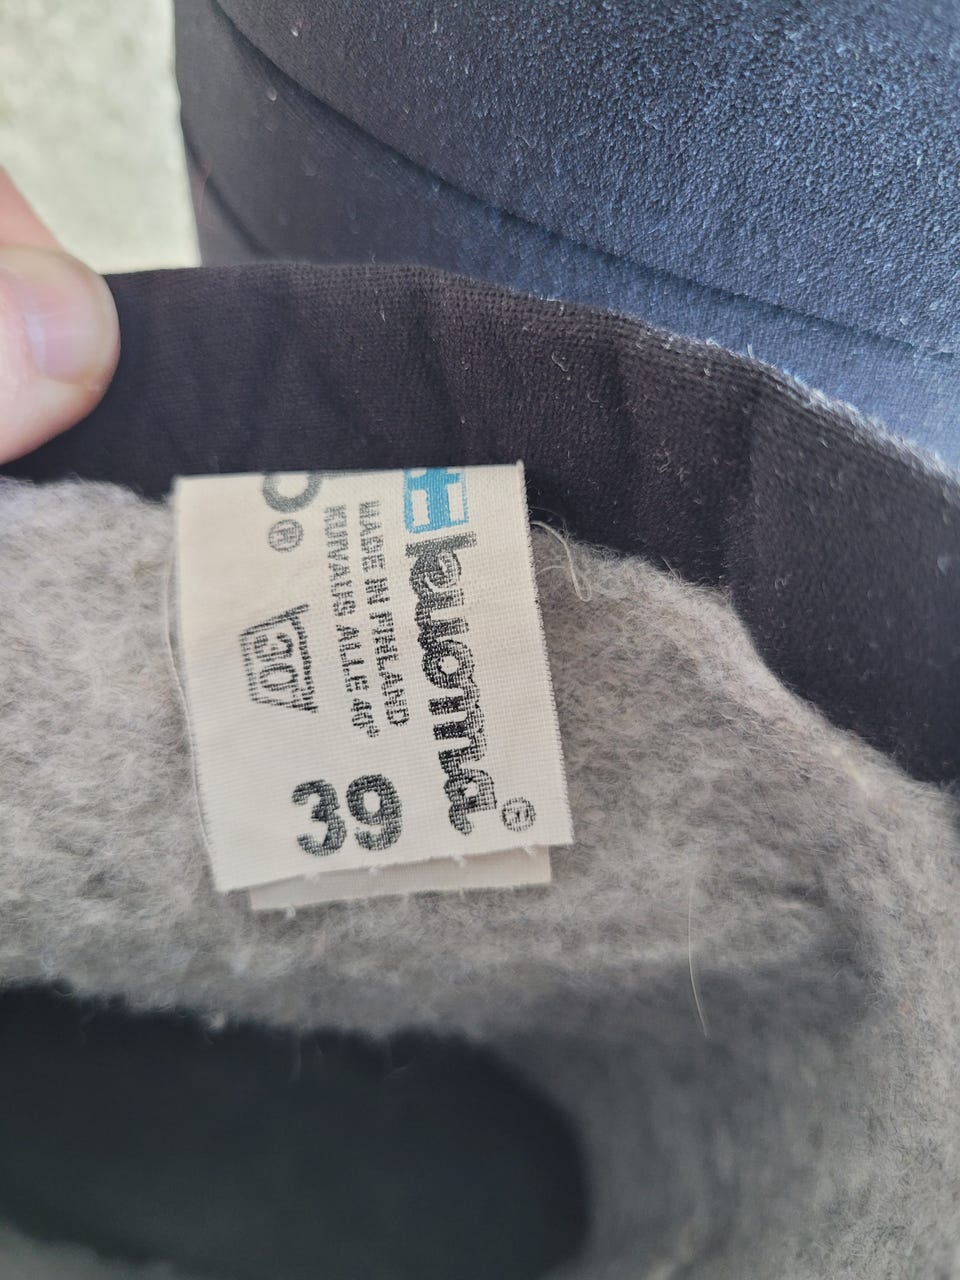 kuoma®
MADE IN FINLAND
KUIVAUS ALLE 40°
®
30
39